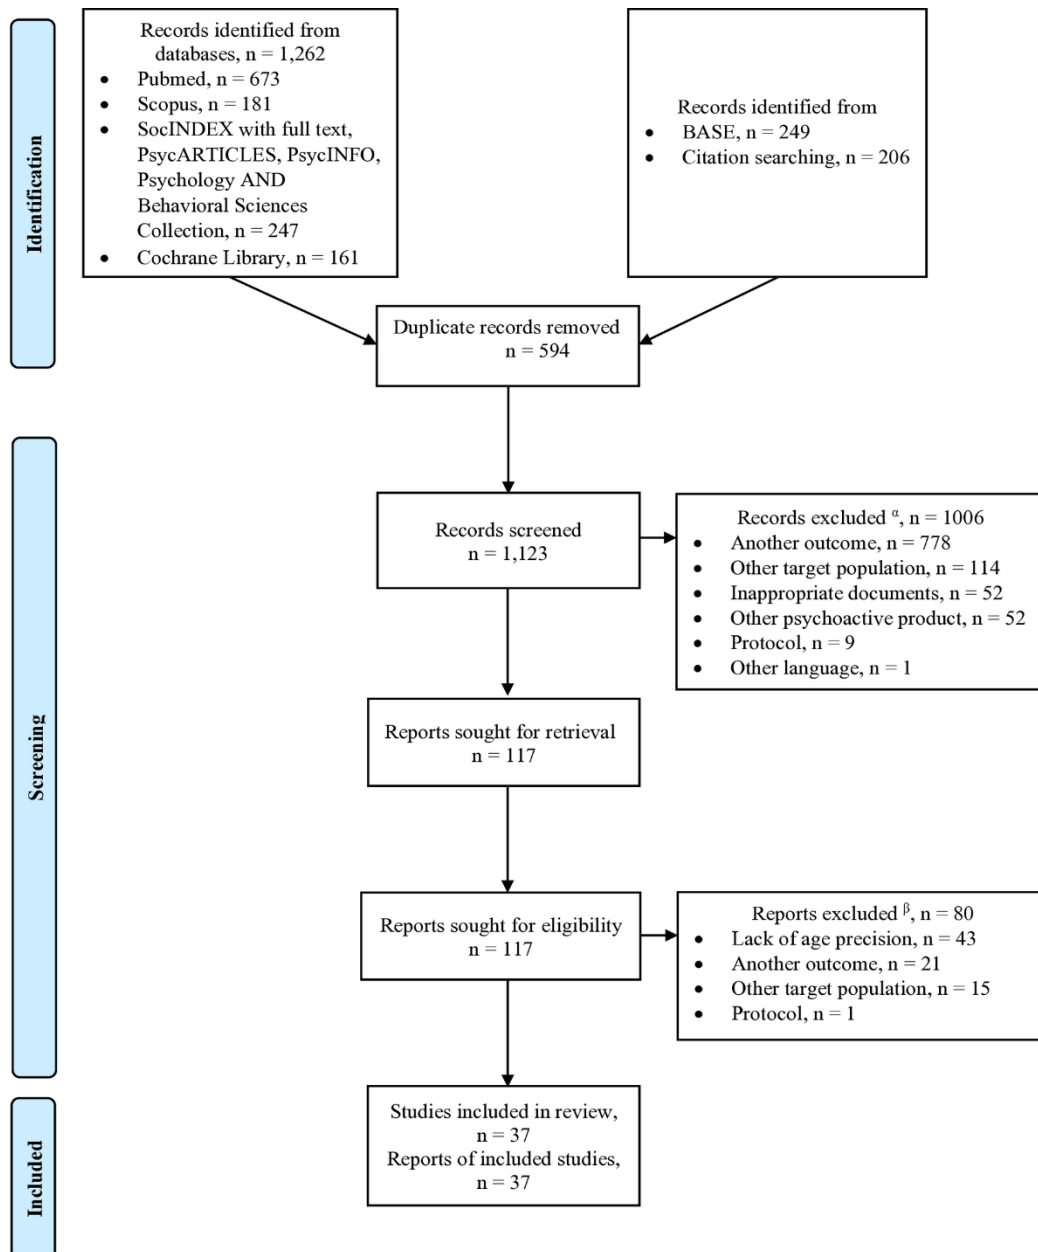 Identification
Records identified from
databases, n = 1,262
• Pubmed, n = 673
• Scopus, n = 181
• SocINDEX with full text,
PsycARTICLES, PsycINFO,
Psychology AND
Behavioral Sciences
Collection, n = 247
• Cochrane Library, n = 161
Records identified from
• BASE, n = 249
• Citation searching, n = 206
Duplicate records removed
n = 594
Screening
Records screened
n = 1,123
Records excluded α, n = 1006
• Another outcome, n = 778
• Other target population, n = 114
• Inappropriate documents, n = 52
• Other psychoactive product, n = 52
• Protocol, n = 9
• Other language, n = 1
Reports sought for retrieval
n = 117
Reports sought for eligibility
n = 117
Reports excluded β, n = 80
• Lack of age precision, n = 43
• Another outcome, n = 21
• Other target population, n = 15
• Protocol, n = 1
Included
Studies included in review,
n = 37
Reports of included studies,
n = 37